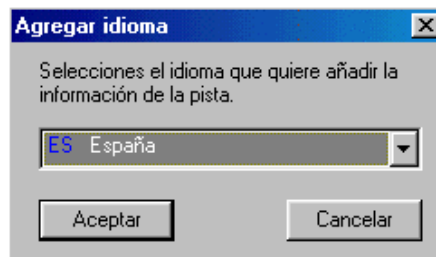 Agregar idioma
Selecciones el idioma que quiere añadir la
información de la pista.
ES España
Aceptar Cancelar